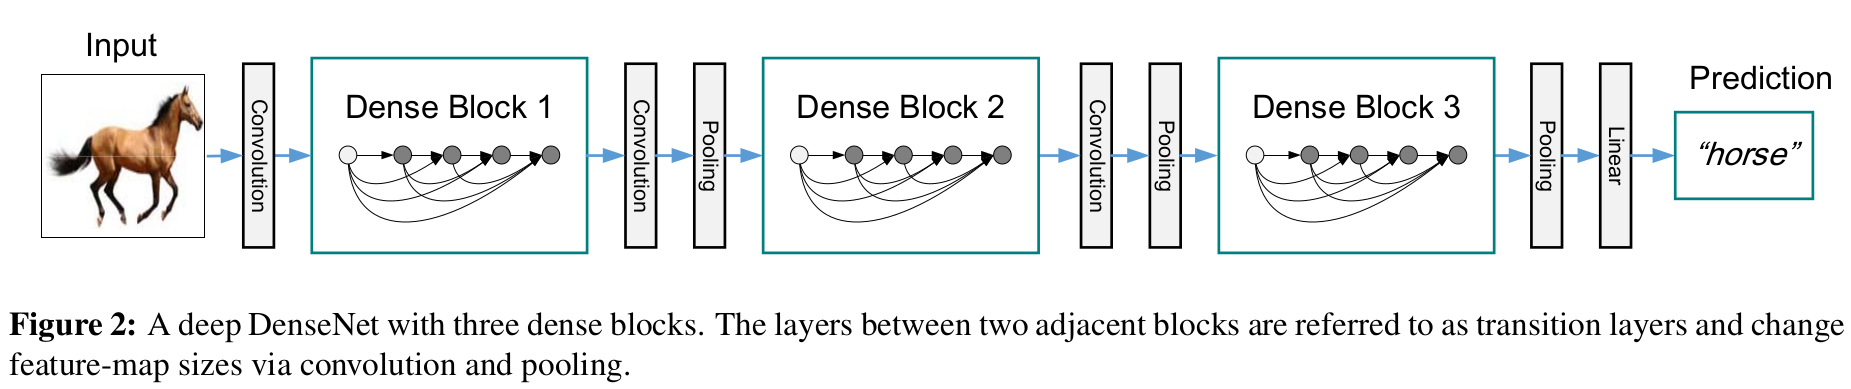 Input
Convolution
Dense Block 1
Convolution
Pooling
Dense Block 2
Convolution
Pooling
Dense Block 3
Pooling
Linear
Prediction
“horse”
Figure 2: A deep DenseNet with three dense blocks. The layers between two adjacent blocks are referred to as transition layers and change
feature-map sizes via convolution and pooling.